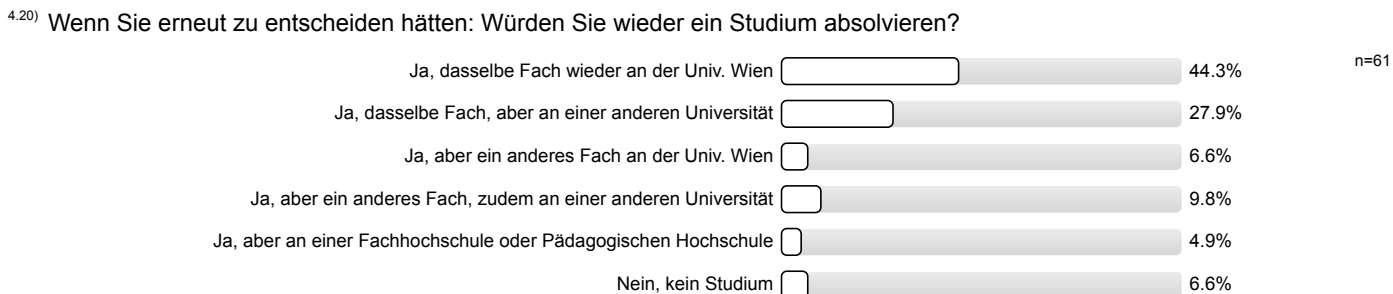 4.20) Wenn Sie erneut zu entscheiden hätten: Würden Sie wieder ein Studium absolvieren?
n=61
Ja, dasselbe Fach wieder an der Univ. Wien 44.3%
Ja, dasselbe Fach, aber an einer anderen Universität 27.9%
Ja, aber ein anderes Fach an der Univ. Wien 6.6%
Ja, aber ein anderes Fach, zudem an einer anderen Universität 9.8%
Ja, aber an einer Fachhochschule oder Pädagogischen Hochschule 4.9%
Nein, kein Studium 6.6%